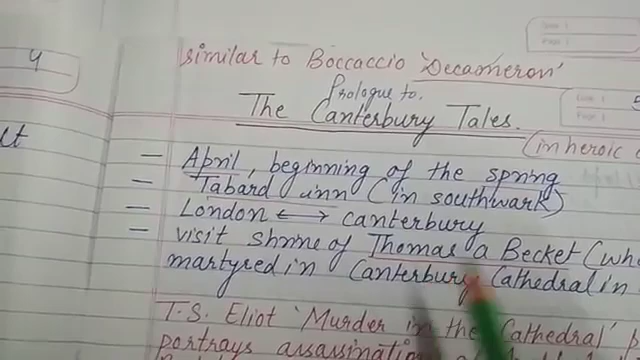 4
similar to Boccaccio 'Decameron'
Prologue to.
The Canterbury Tales.
(in heroic
— April, beginning of the spring
— Tabard inn (in southwark)
— London ⟷ canterbury
— visit shrine of Thomas a Becket (
martyred in Canterbury Cathedral in
T.S. Eliot 'Murder in the Cathedral'
portrays assassination